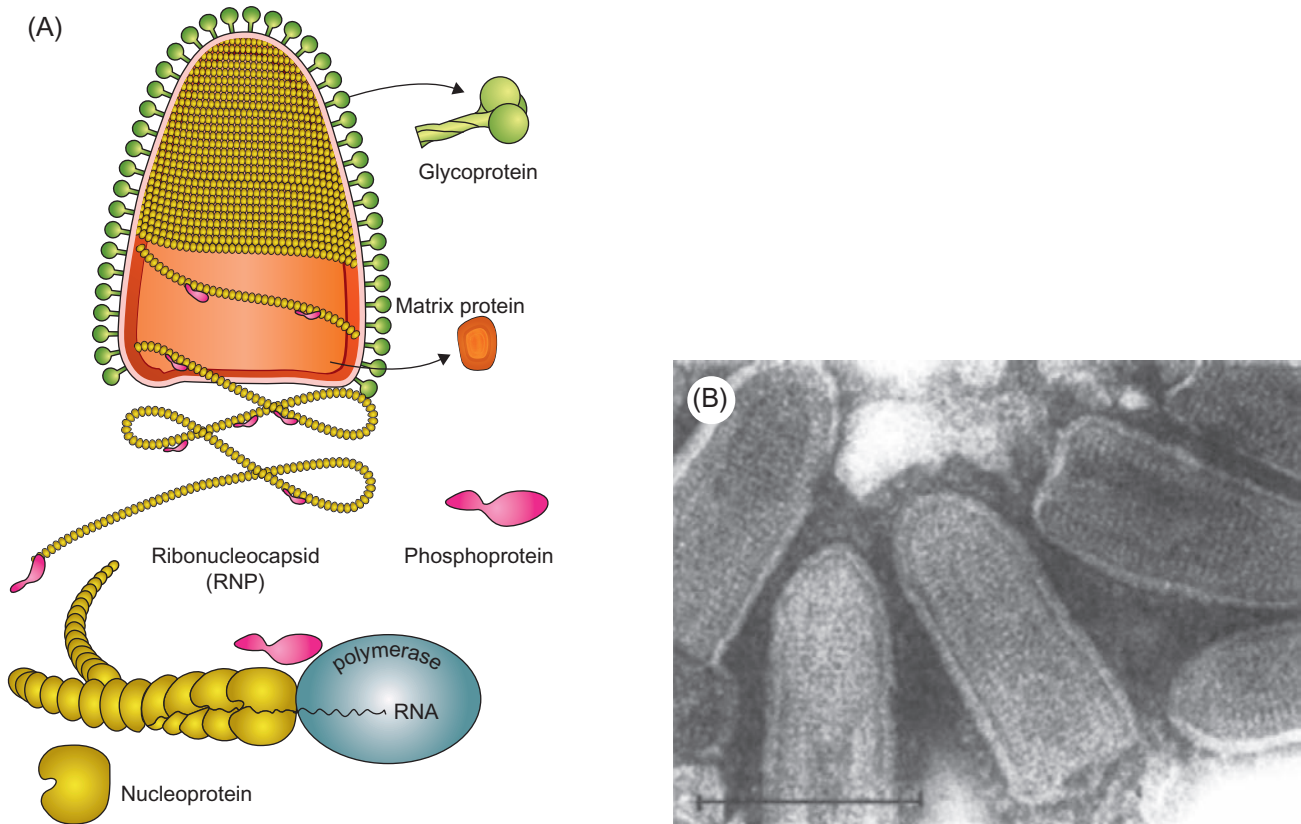 (A)
Glycoprotein
Matrix protein
Ribonucleocapsid
(RNP)
Phosphoprotein
polymerase
RNA
Nucleoprotein
(B)